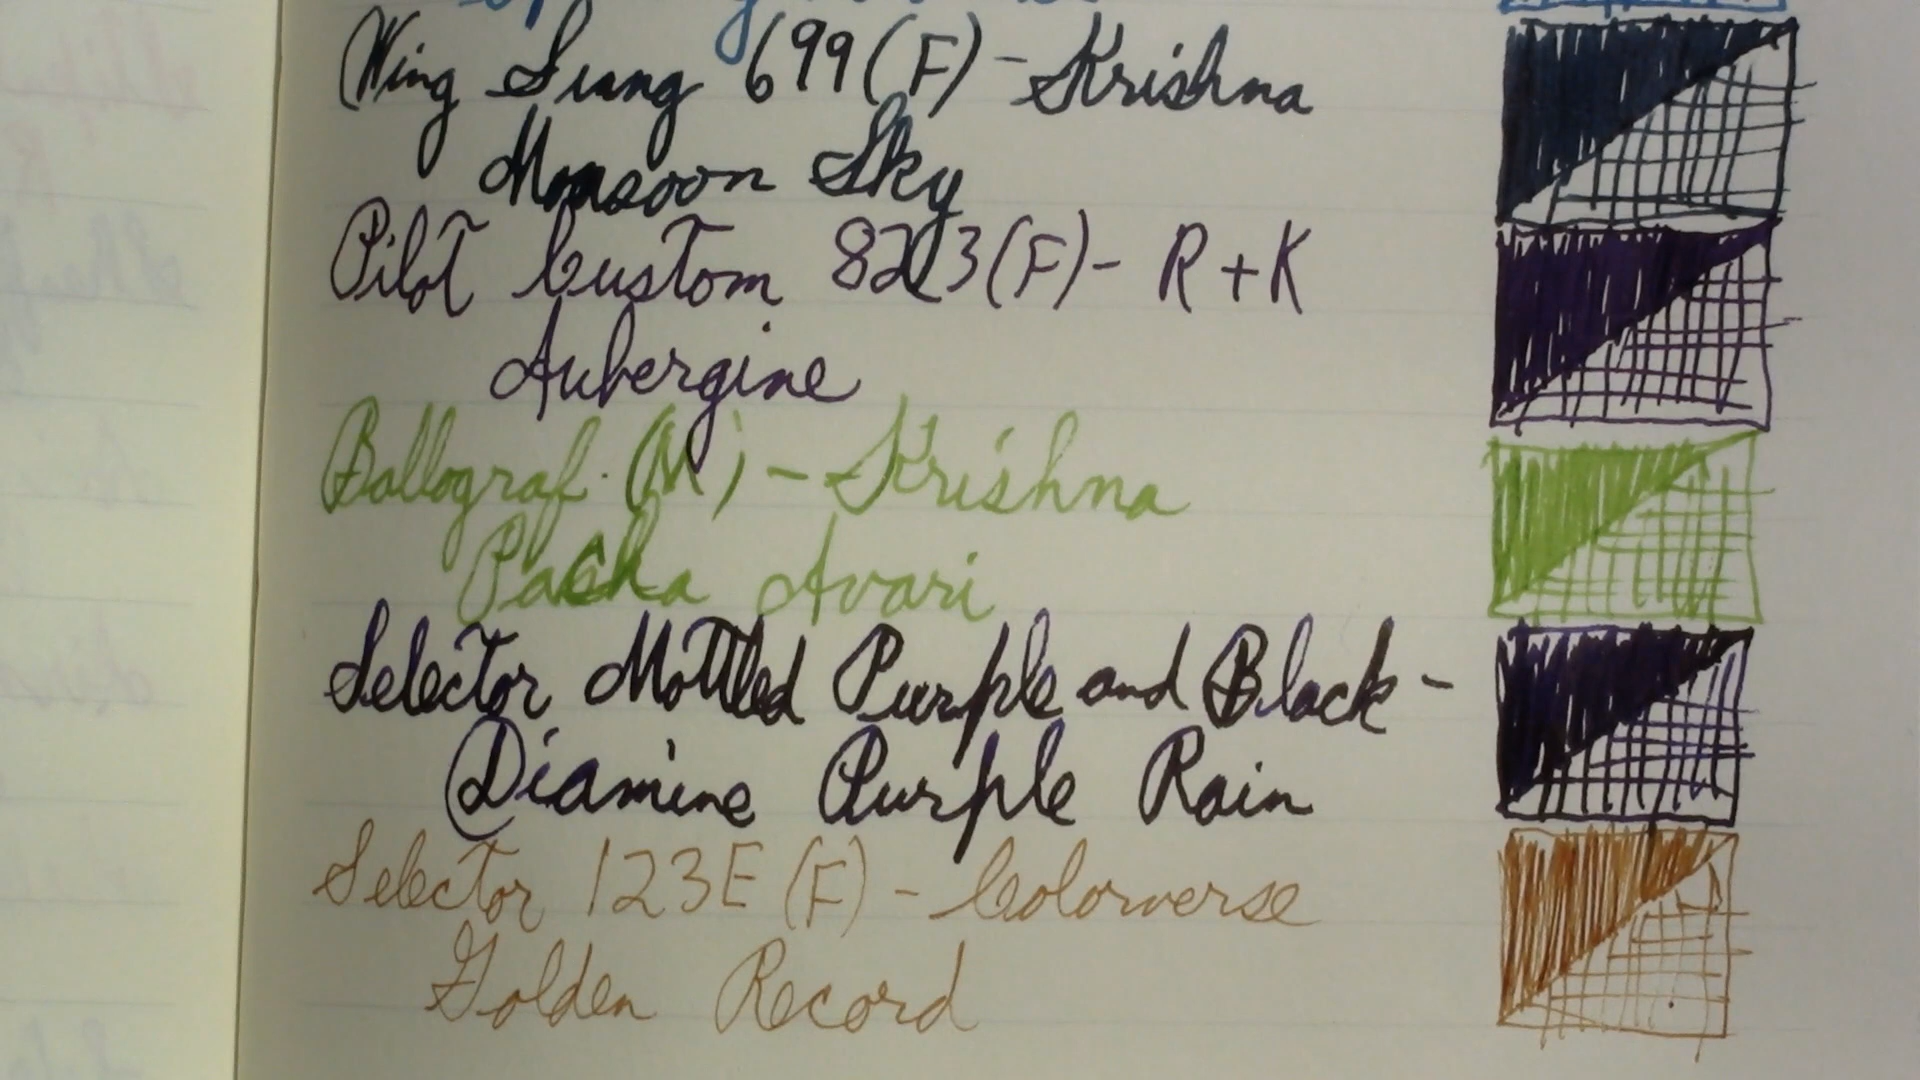 Wing Sung 699 (F) - Krishna
Monsoon Sky
Pilot Custom 823 (F) - R + K
Aubergine
Ballograf (M) - Krishna
Pacha Avari
Selector Mottled Purple and Black -
Diamine Purple Rain
Selector 123E (F) - Colorverse
Golden Record